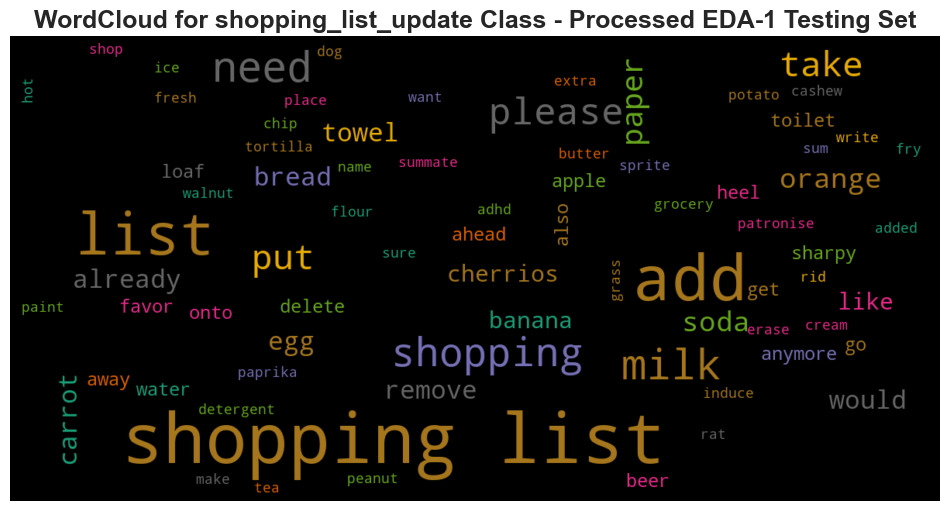 WordCloud for shopping_list_update Class - Processed EDA-1 Testing Set
shop
dog
need
take
ice
hot
extra
paper
fresh
place
want
potato
cashew
please
chip
towel
toilet
write
tortilla
butter
sum
fry
loaf
name
summate
sprite
bread
apple
orange
walnut
heel
flour
adhd
grocery
list
also
patronise
added
ahead
put
sure
sharpy
already
cherrios
grass
add
rid
get
paint
favor
onto
delete
like
banana
soda
erase
cream
egg
shopping
anymore
go
milk
away
paprika
carrot
water
remove
induce
would
detergent
shopping list
rat
make
tea
peanut
beer